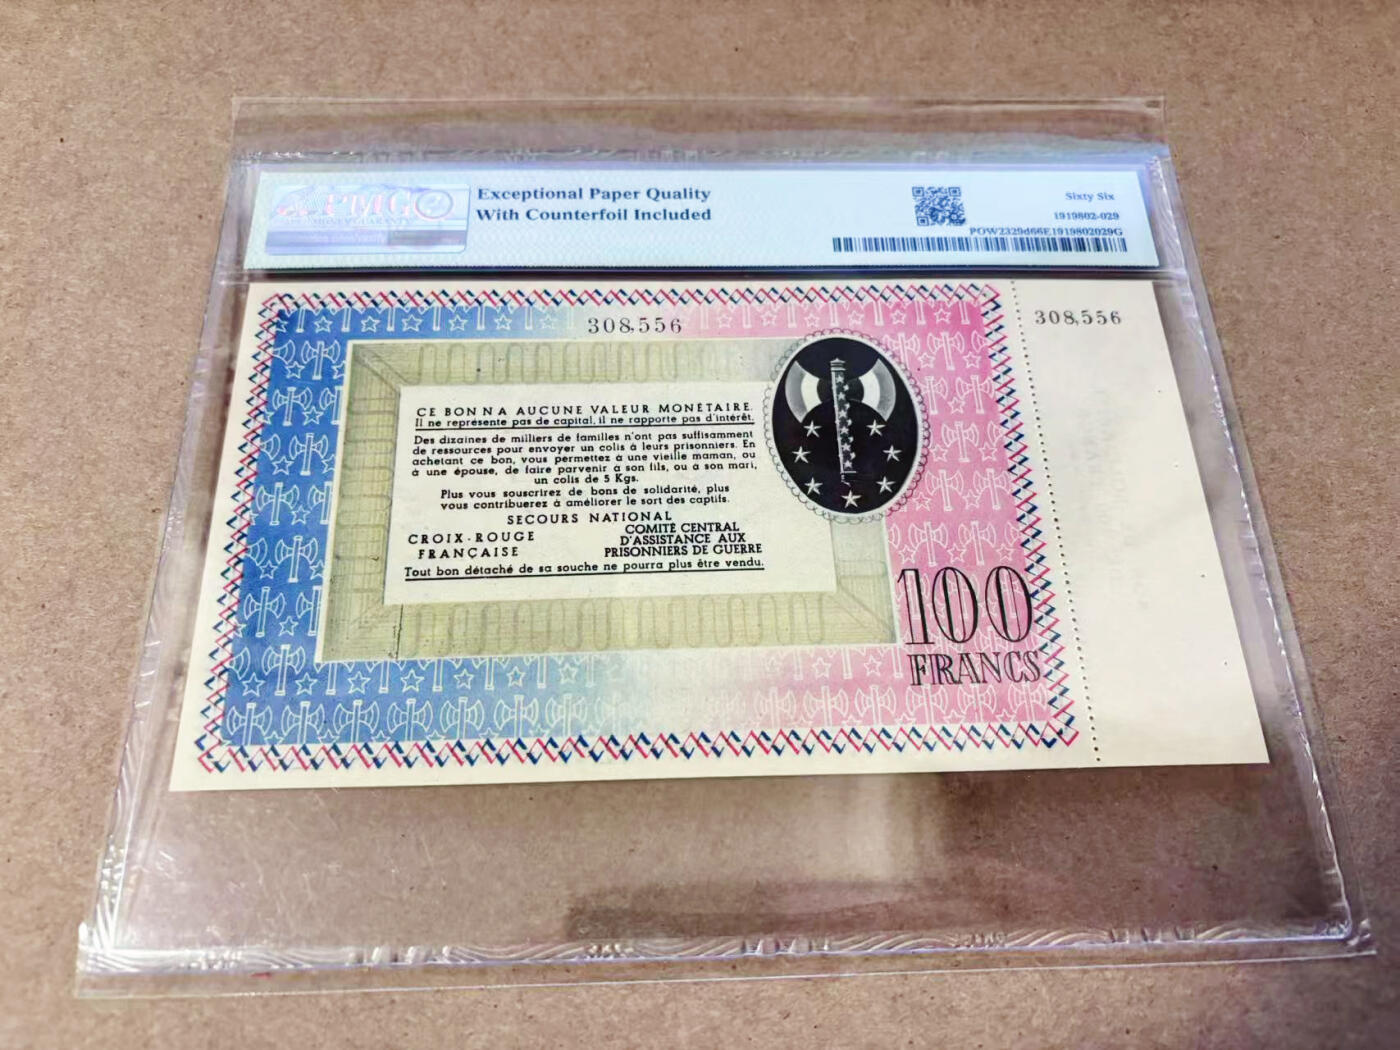 PMG
Exceptional Paper Quality
With Counterfoil Included
Sixty Six
1919802-029
POW2329d66E1919802029G
308,556
308,556
CE BON N A AUCUNE VALEUR MONÉTAIRE.
Il ne représente pas de capital, il ne rapporte pas d'intérêt.
Des dizaines de milliers de familles n'ont pas suffisamment
de ressources pour envoyer un colis à leurs prisonniers. En
achetant ce bon, vous permettez à une vieille maman, ou
à une épouse, de faire parvenir à son fils, ou à son mari,
un colis de 5 Kgs.
Plus vous souscrirez de bons de solidarité, plus
vous contribuerez à améliorer le sort des captifs.
SECOURS NATIONAL
CROIX-ROUGE
FRANÇAISE
COMITÉ CENTRAL
D'ASSISTANCE AUX
PRISONNIERS DE GUERRE
Tout bon détaché de sa souche ne pourra plus être vendu.
100
FRANCS